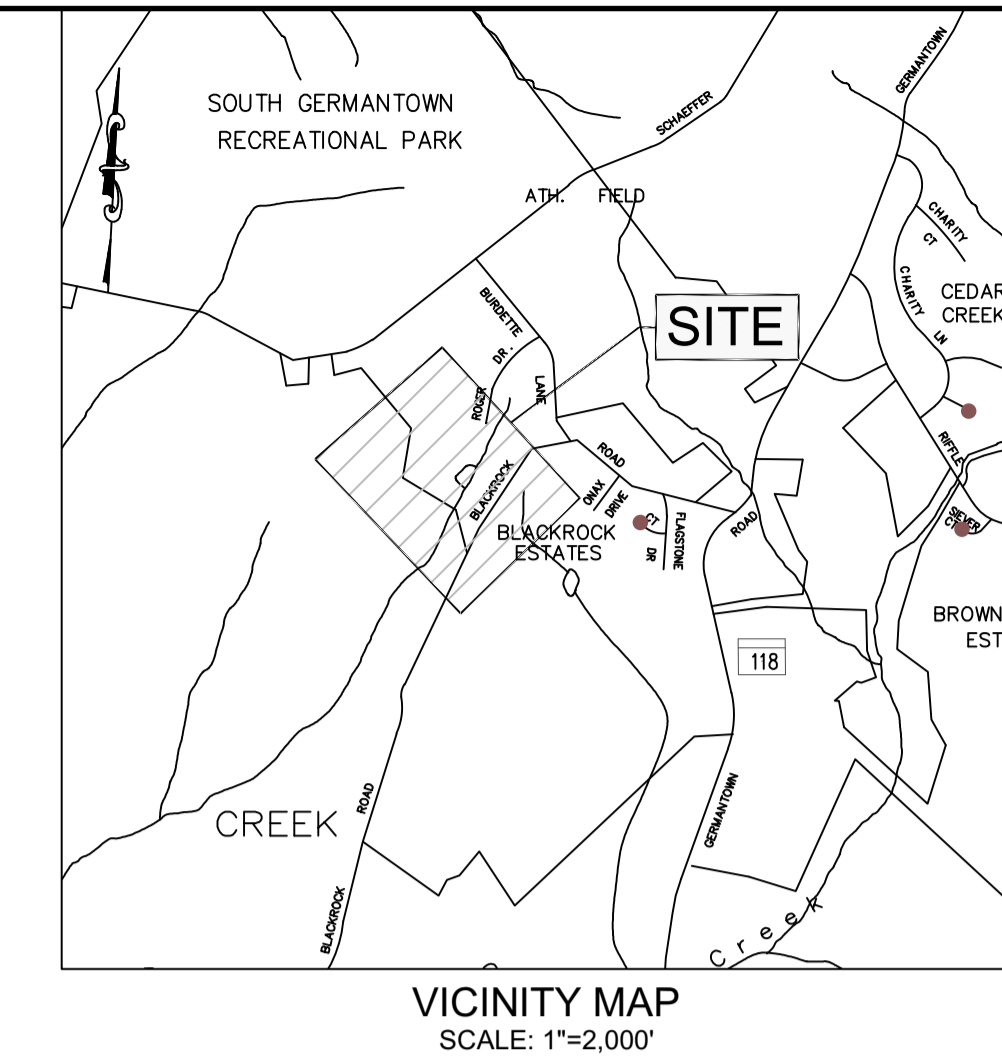 GERMANTOWN
SOUTH GERMANTOWN
RECREATIONAL PARK
SCHAEFFER
ATH. FIELD
CHARITY
CT
CHARITY
LN
CEDAR
CREEK
BURDETTE
LANE
SITE
ROGER
DR.
BLACKROCK
ROAD
ONAX
DRIVE
RIFFLE
BLACKROCK
ESTATES
CT
FLAGSTONE
DR
ROAD
SIEVER
CT
BROWN
EST
118
CREEK
ROAD
GERMANTOWN
BLACKROCK
Creek
VICINITY MAP
SCALE: 1"=2,000'